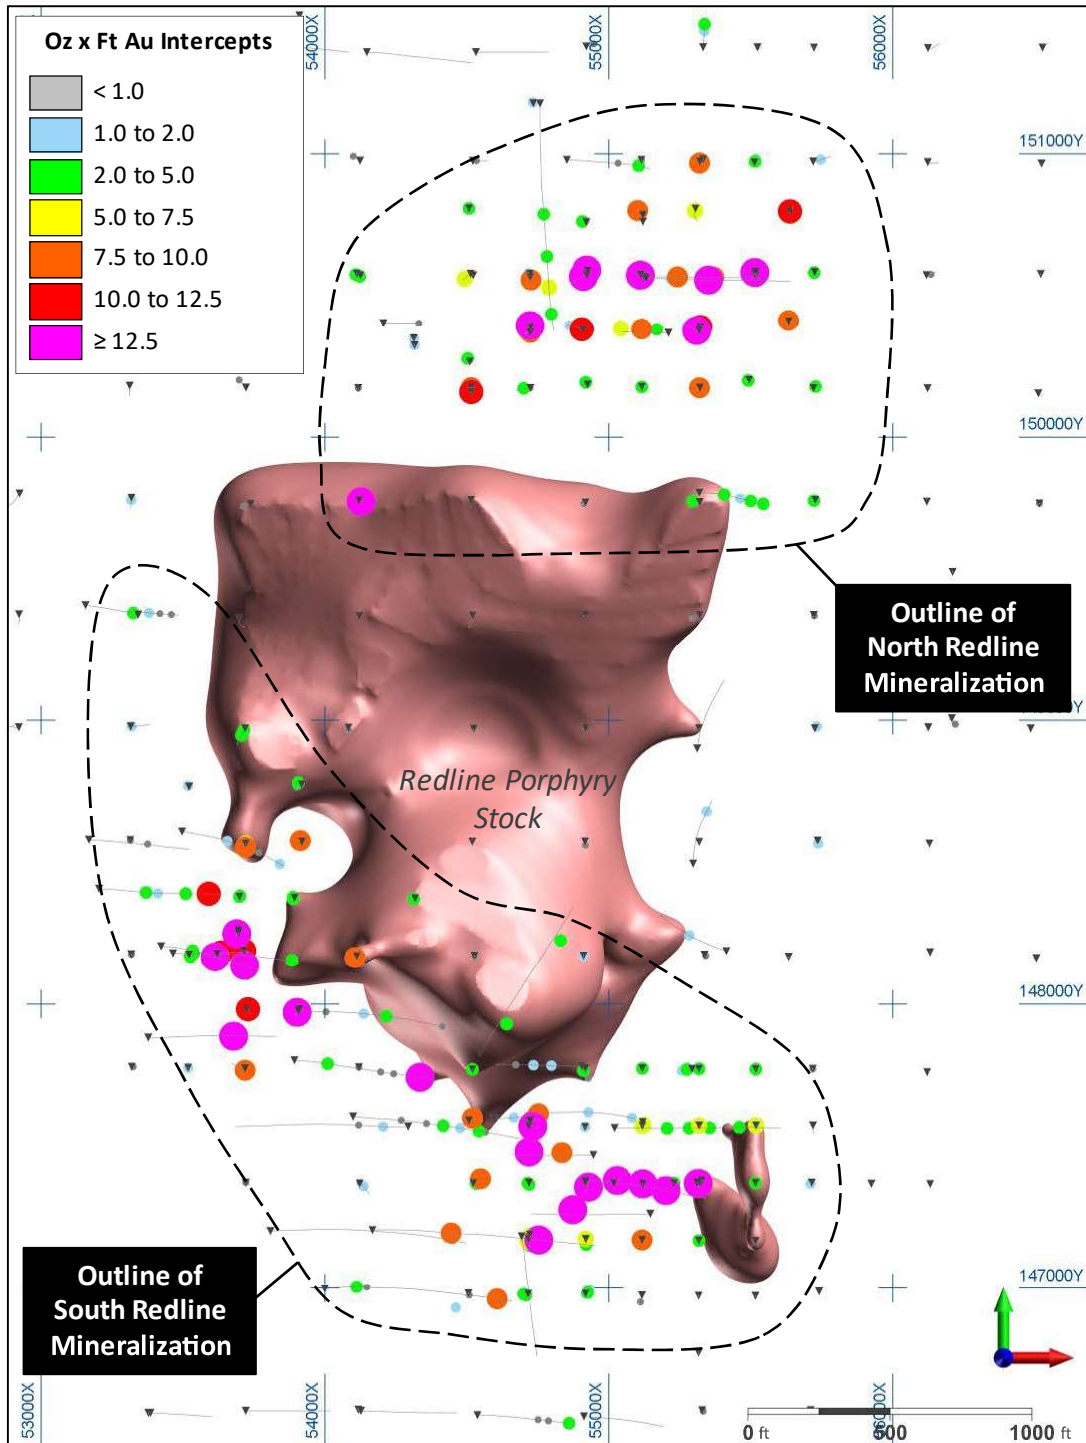 Oz x Ft Au Intercepts
< 1.0
1.0 to 2.0
2.0 to 5.0
5.0 to 7.5
7.5 to 10.0
10.0 to 12.5
≥ 12.5
54000X
55000X
56000X
151000Y
150000Y
Outline of
North Redline
Mineralization
Redline Porphyry
Stock
148000Y
147000Y
Outline of
South Redline
Mineralization
53000X
54000X
55000X
0 ft
500
1000 ft